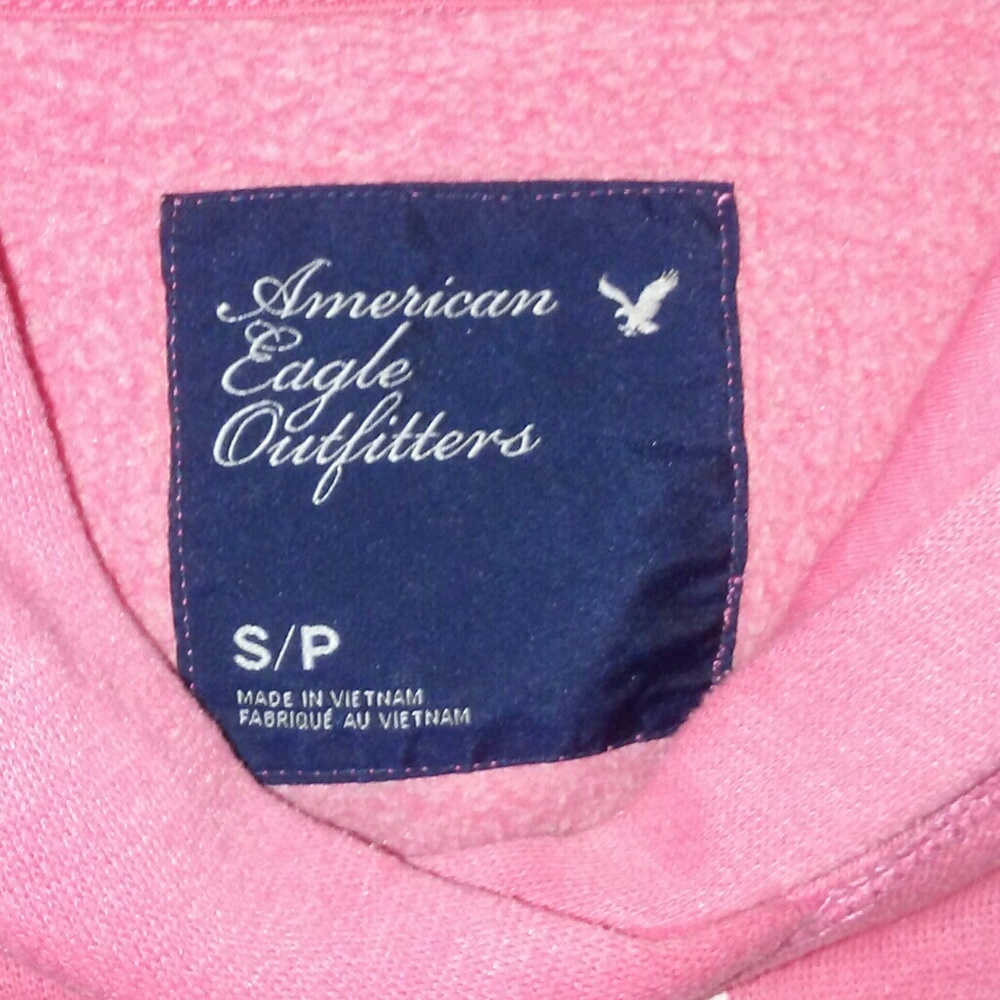 American
Eagle
Outfitters
S/P
MADE IN VIETNAM
FABRIQUÉ AU VIETNAM